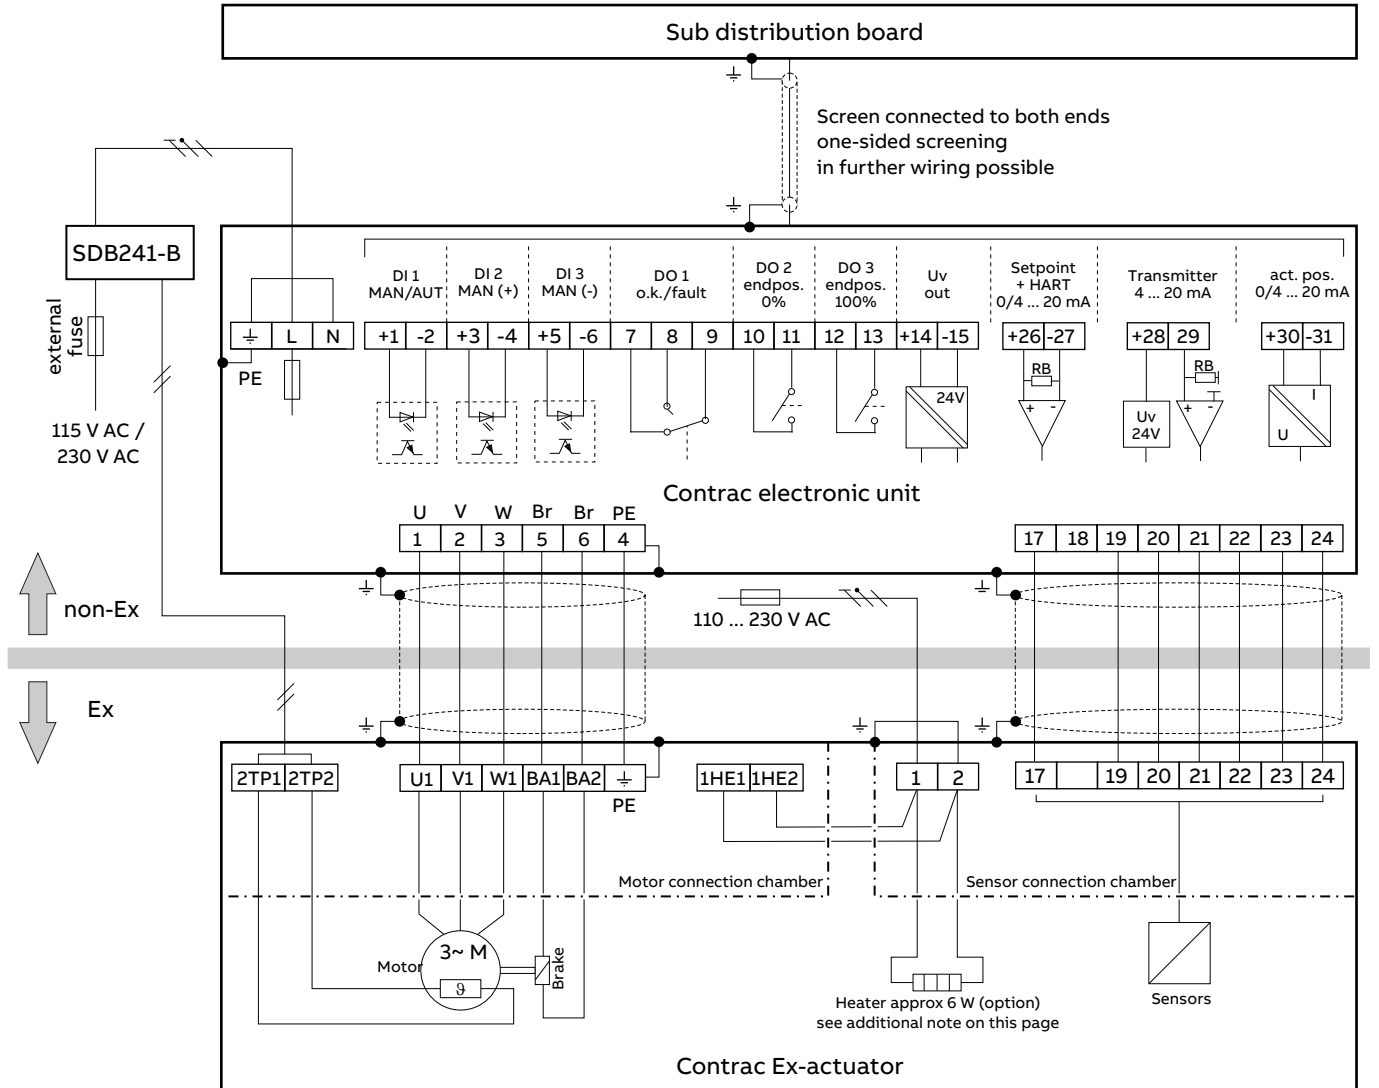 Sub distribution board
Screen connected to both ends
one-sided screening
in further wiring possible
SDB241-B
external
fuse
115 V AC /
230 V AC
L N
PE
DI 1
MAN/AUT
DI 2
MAN (+)
DI 3
MAN (-)
DO 1
o.k./fault
DO 2
endpos.
0%
DO 3
endpos.
100%
Uv
out
Setpoint
+ HART
0/4 ... 20 mA
Transmitter
4 ... 20 mA
act. pos.
0/4 ... 20 mA
+1 -2 +3 -4 +5 -6 7 8 9 10 11 12 13 +14 -15 +26 -27 +28 29 +30 -31
24V
RB
+ -
Uv
24V
RB
+ -
I
U
Contrac electronic unit
U V W Br Br PE
1 2 3 5 6 4
17 18 19 20 21 22 23 24
non-Ex
110 ... 230 V AC
Ex
2TP1 2TP2
U1 V1 W1 BA1 BA2
PE
1HE1 1HE2
1 2
17 19 20 21 22 23 24
Motor connection chamber
Sensor connection chamber
3~ M
Motor
ϑ
Brake
Heater approx 6 W (option)
see additional note on this page
Sensors
Contrac Ex-actuator